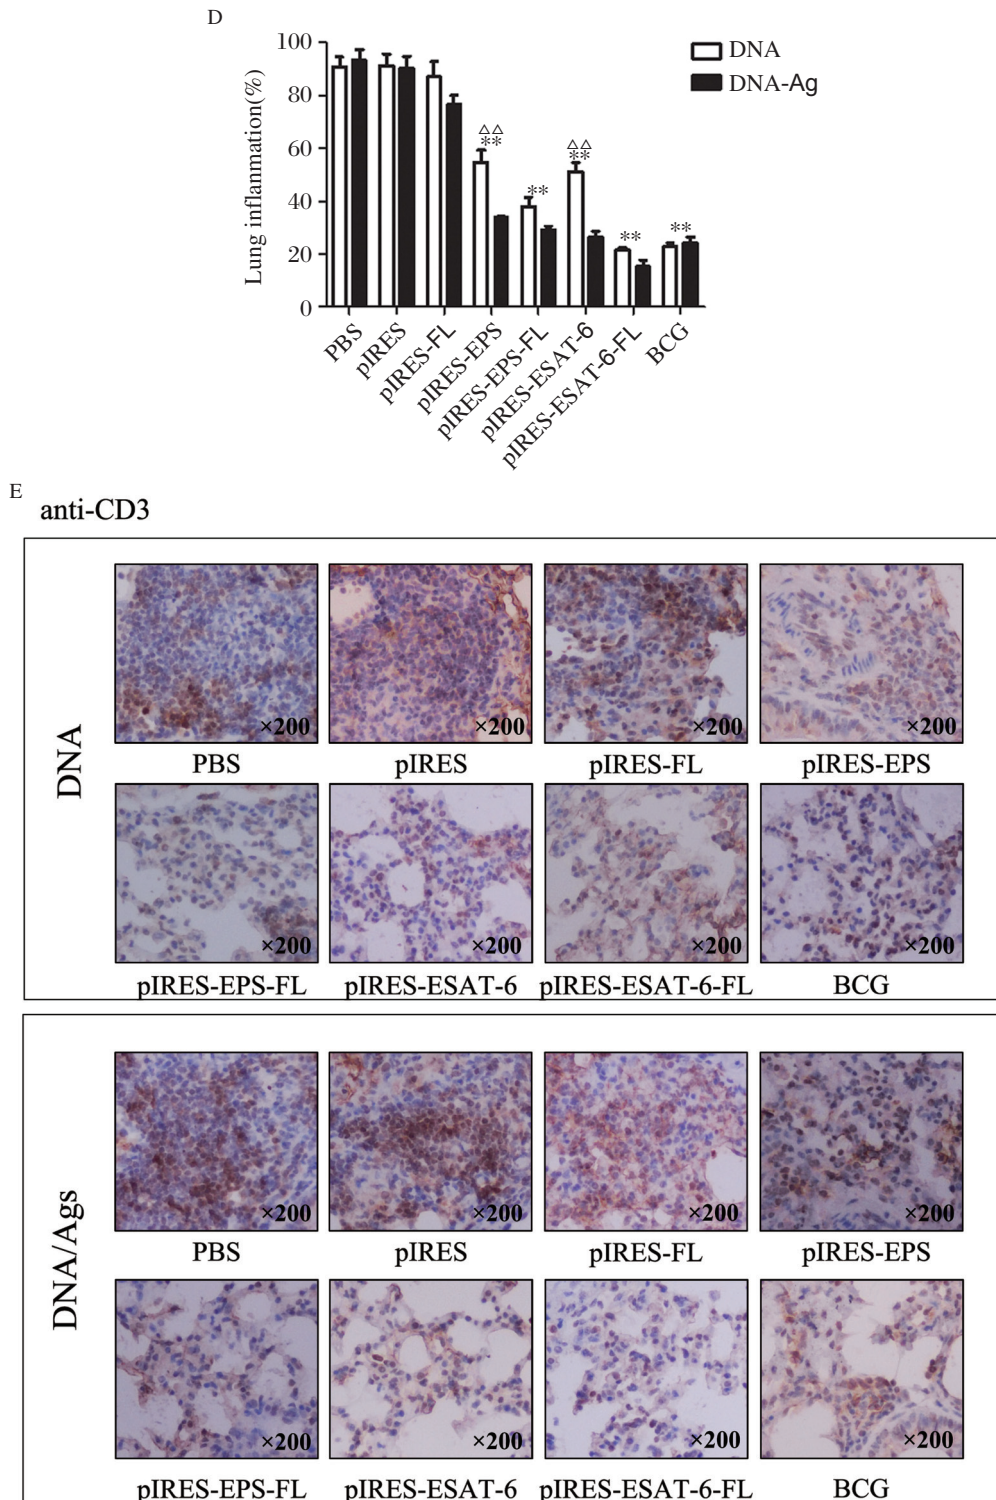 D
Lung inflanmation(%)
100
80
60
40
20
0
DNA
DNA-Ag
△△
**
**
△△
**
**
**
PBS
pIRES
pIRES-FL
pIRES-EPS
pIRES-EPS-FL
pIRES-ESAT-6
pIRES-ESAT-6-FL
BCG
E
anti-CD3
DNA
×200 ×200 ×200 ×200
PBS pIRES pIRES-FL pIRES-EPS
×200 ×200 ×200 ×200
pIRES-EPS-FL pIRES-ESAT-6 pIRES-ESAT-6-FL BCG
DNA/Ags
×200 ×200 ×200 ×200
PBS pIRES pIRES-FL pIRES-EPS
×200 ×200 ×200 ×200
pIRES-EPS-FL pIRES-ESAT-6 pIRES-ESAT-6-FL BCG